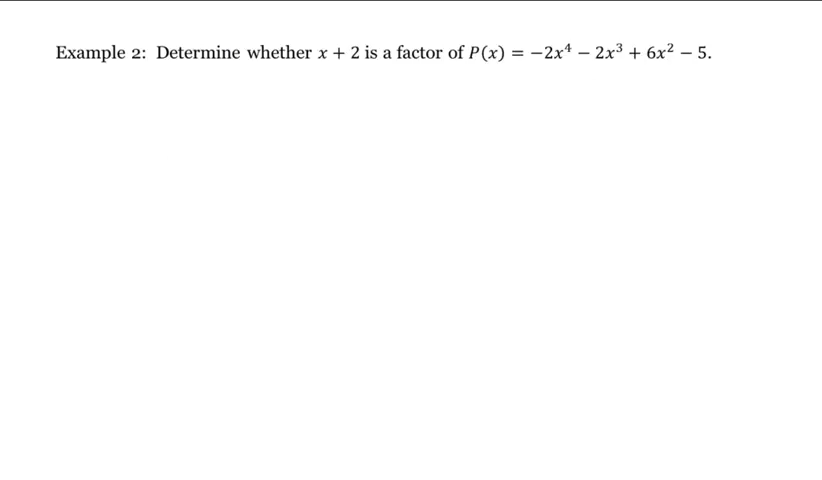 Example 2: Determine whether x + 2 is a factor of P(x) = −2x⁴ − 2x³ + 6x² − 5.